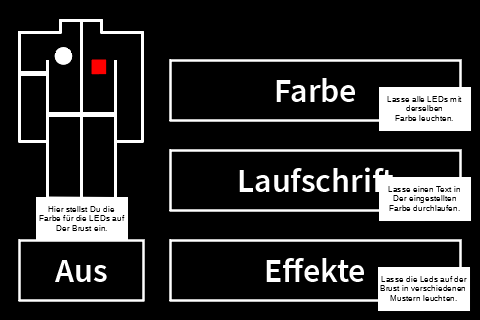 Farbe
Lasse alle LEDs mit
derselben
Farbe leuchten.
Laufschrift
Lasse einen Text in
Der eingestellten
Farbe durchlaufen.
Hier stellst Du die
Farbe für die LEDs auf
Der Brust ein.
Aus
Effekte
Lasse die Leds auf der
Brust in verschiedenen
Mustern leuchten.